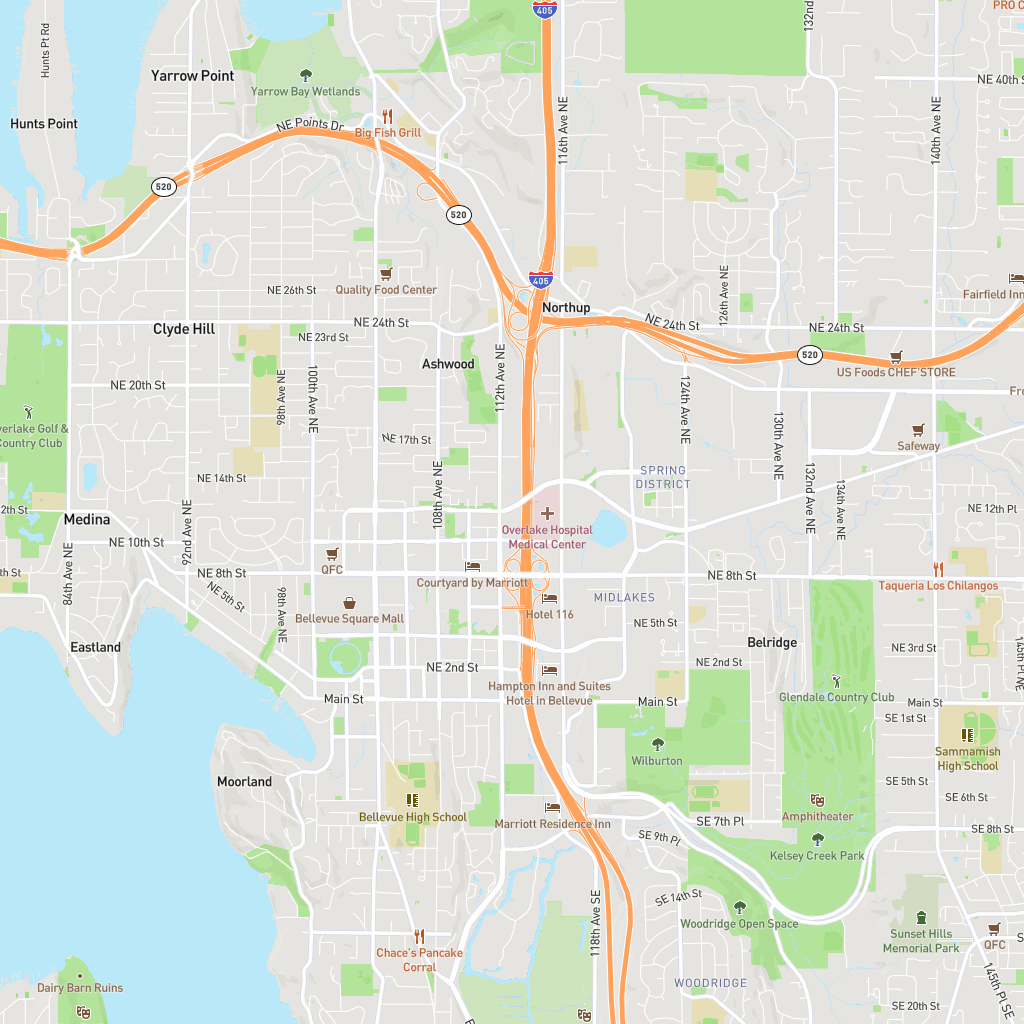 405
132nd
PRO C
Hunts Pt Rd
Yarrow Point
Yarrow Bay Wetlands
NE 40th S
Hunts Point
NE Points Dr
Big Fish Grill
116th Ave NE
140th Ave NE
520
520
405
Quality Food Center
NE 26th St
126th Ave NE
Fairfield Inn
Northup
Clyde Hill
NE 24th St
NE 24th St
NE 24th St
NE 23rd St
520
Ashwood
US Foods CHEF'STORE
NE 20th St
98th Ave NE
100th Ave NE
112th Ave NE
124th Ave NE
Fre
verlake Golf &
Country Club
NE 17th St
130th Ave NE
Safeway
NE 14th St
SPRING
DISTRICT
108th Ave NE
132nd Ave NE
134th Ave NE
2th St
Medina
92nd Ave NE
Overlake Hospital
Medical Center
NE 12th Pl
NE 10th St
84th Ave NE
QFC
th St
NE 8th St
Courtyard by Marriott
NE 8th St
Taqueria Los Chilangos
NE 5th St
98th Ave NE
Bellevue Square Mall
Hotel 116
MIDLAKES
NE 5th St
Eastland
Belridge
NE 3rd St
145th Pl NE
NE 2nd St
NE 2nd St
Hampton Inn and Suites
Hotel in Bellevue
Glendale Country Club
Main St
Main St
Main St
SE 1st St
Wilburton
Sammamish
High School
Moorland
SE 5th St
SE 6th St
Bellevue High School
Marriott Residence Inn
SE 7th Pl
Amphitheater
SE 8th St
SE 9th Pl
Kelsey Creek Park
SE 14th St
118th Ave SE
Woodridge Open Space
Sunset Hills
Memorial Park
QFC
S
Chace's Pancake
Corral
Dairy Barn Ruins
WOODRIDGE
145th Pl SE
SE 20th St